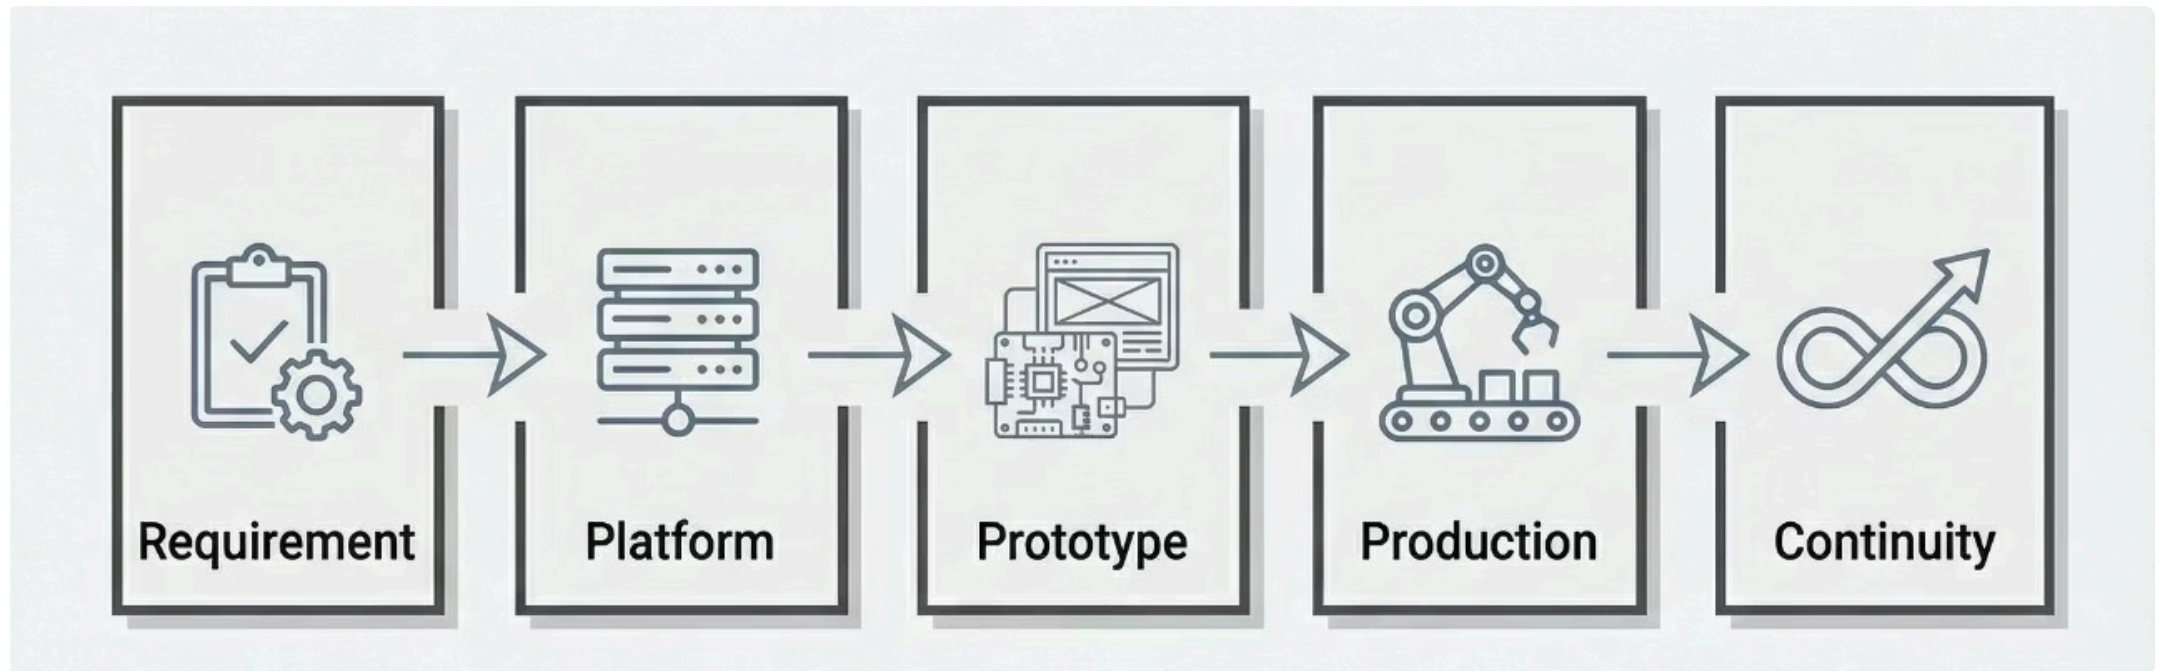 Requirement
Platform
Prototype
Production
Continuity